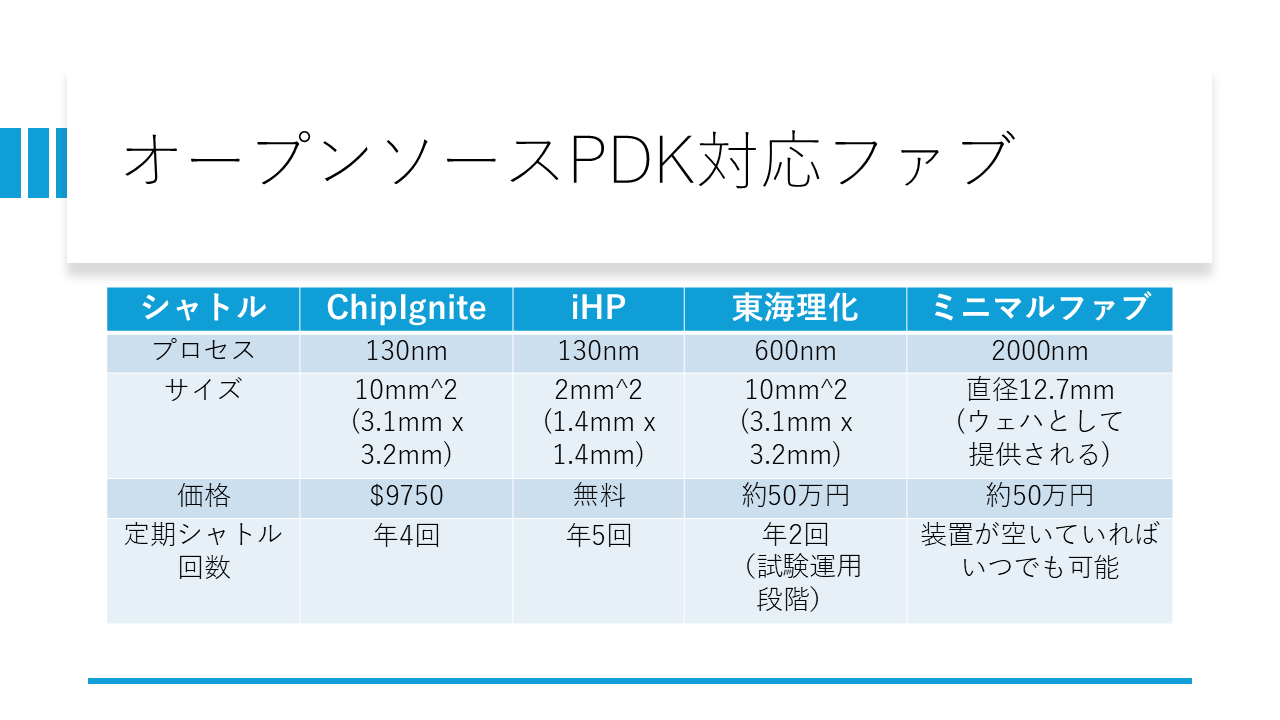 オープンソースPDK対応ファブ
シャトル ChipIgnite iHP 東海理化 ミニマルファブ
プロセス 130nm 130nm 600nm 2000nm
サイズ 10mm^2 2mm^2 10mm^2 直径12.7mm
(3.1mm x (1.4mm x (3.1mm x (ウェハとして
3.2mm) 1.4mm) 3.2mm) 提供される)
価格 $9750 無料 約50万円 約50万円
定期シャトル 年4回 年5回 年2回 装置が空いていれば
回数 (試験運用 いつでも可能
段階)